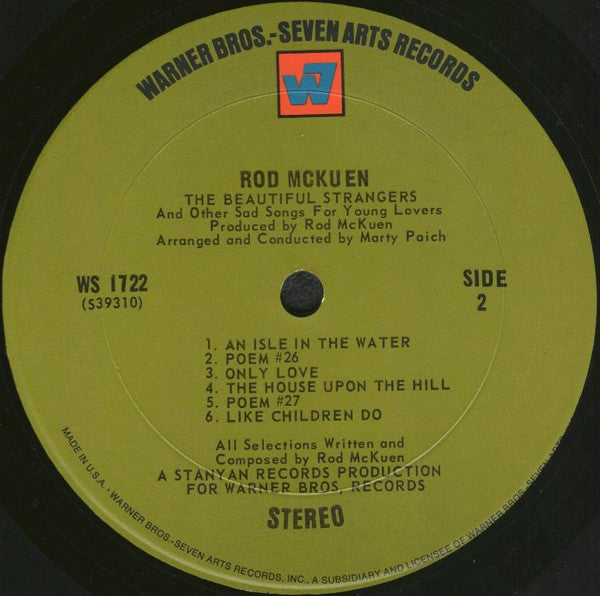 WARNER BROS.-SEVEN ARTS RECORDS
W7
ROD MCKUEN
THE BEAUTIFUL STRANGERS
And Other Sad Songs For Young Lovers
Produced by Rod McKuen
Arranged and Conducted by Marty Paich
WS 1722
(S39310)
SIDE
2
1. AN ISLE IN THE WATER
2. POEM #26
3. ONLY LOVE
4. THE HOUSE UPON THE HILL
5. POEM #27
6. LIKE CHILDREN DO
All Selections Written and
Composed by Rod McKuen
A STANYAN RECORDS PRODUCTION
FOR WARNER BROS, RECORDS
STEREO
MADE IN U.S.A. · WARNER BROS.-SEVEN ARTS RECORDS, INC., A SUBSIDIARY AND LICENSEE OF WARNER BROS.-SEVEN ARTS, INC.